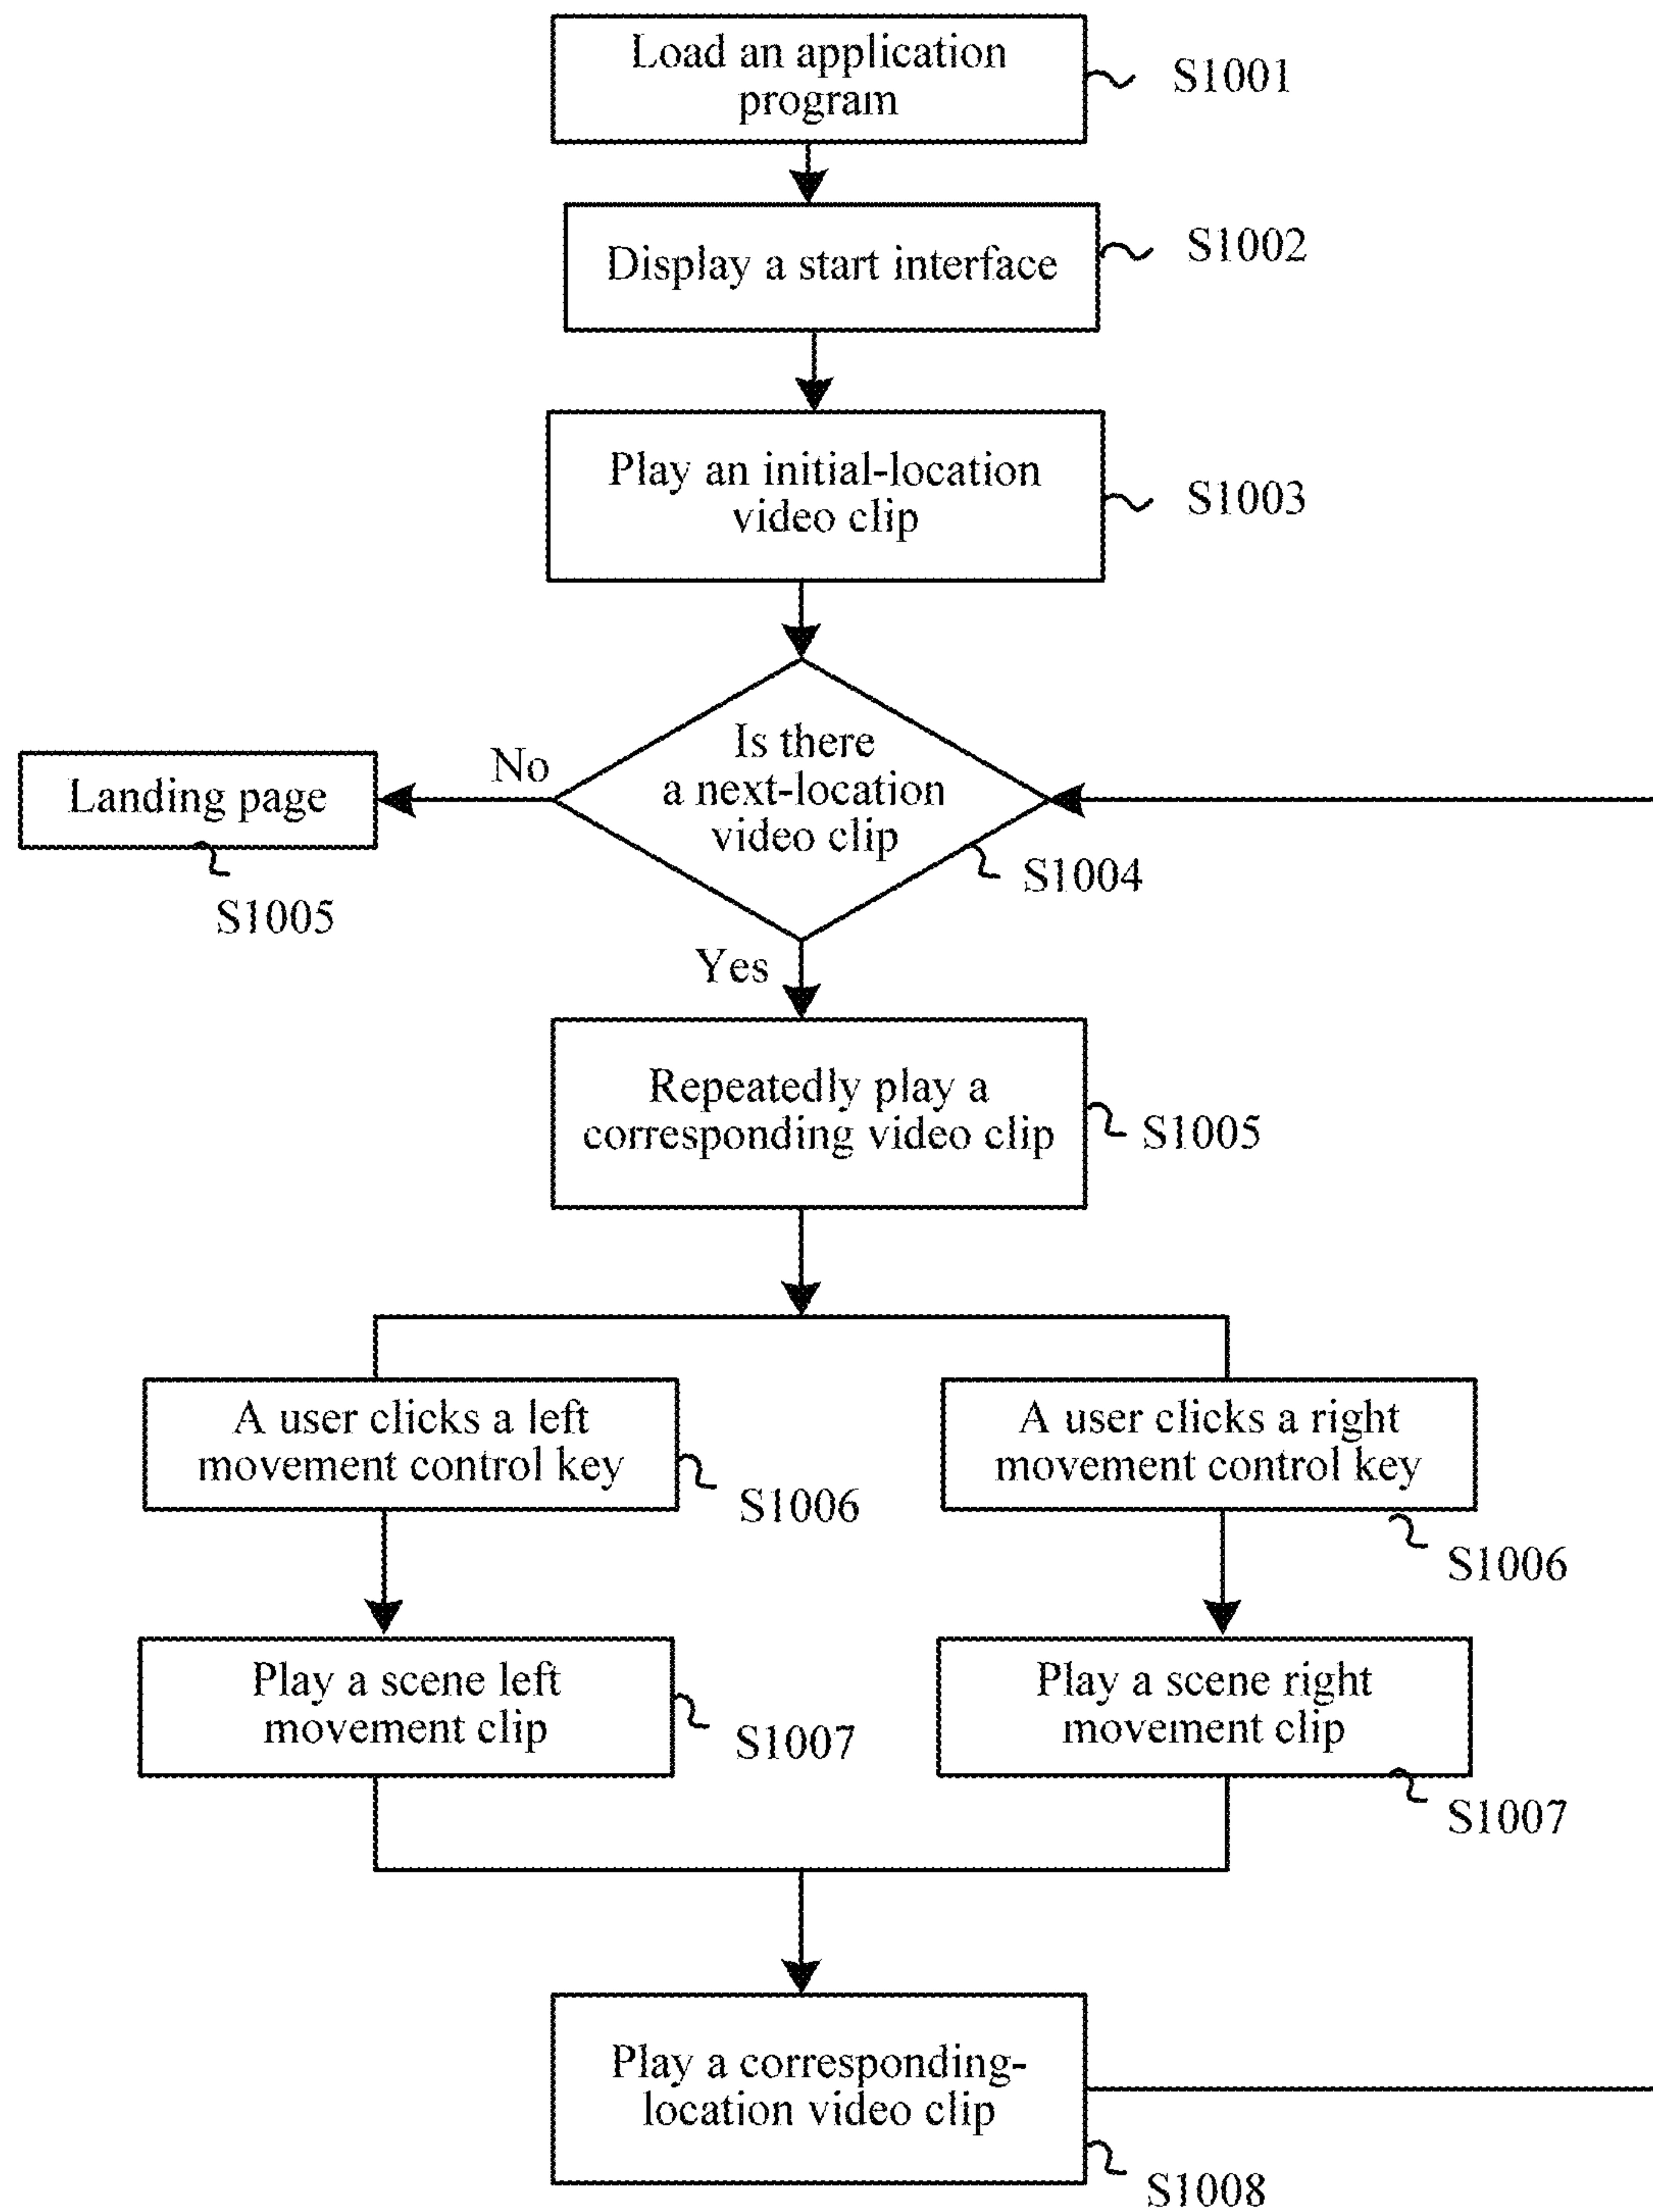 Load an application
program
S1001
Display a start interface
S1002
Play an initial-location
video clip
S1003
Is there
a next-location
video clip
S1004
No
Landing page
S1005
Yes
Repeatedly play a
corresponding video clip
S1005
A user clicks a left
movement control key
S1006
A user clicks a right
movement control key
S1006
Play a scene left
movement clip
S1007
Play a scene right
movement clip
S1007
Play a corresponding-
location video clip
S1008